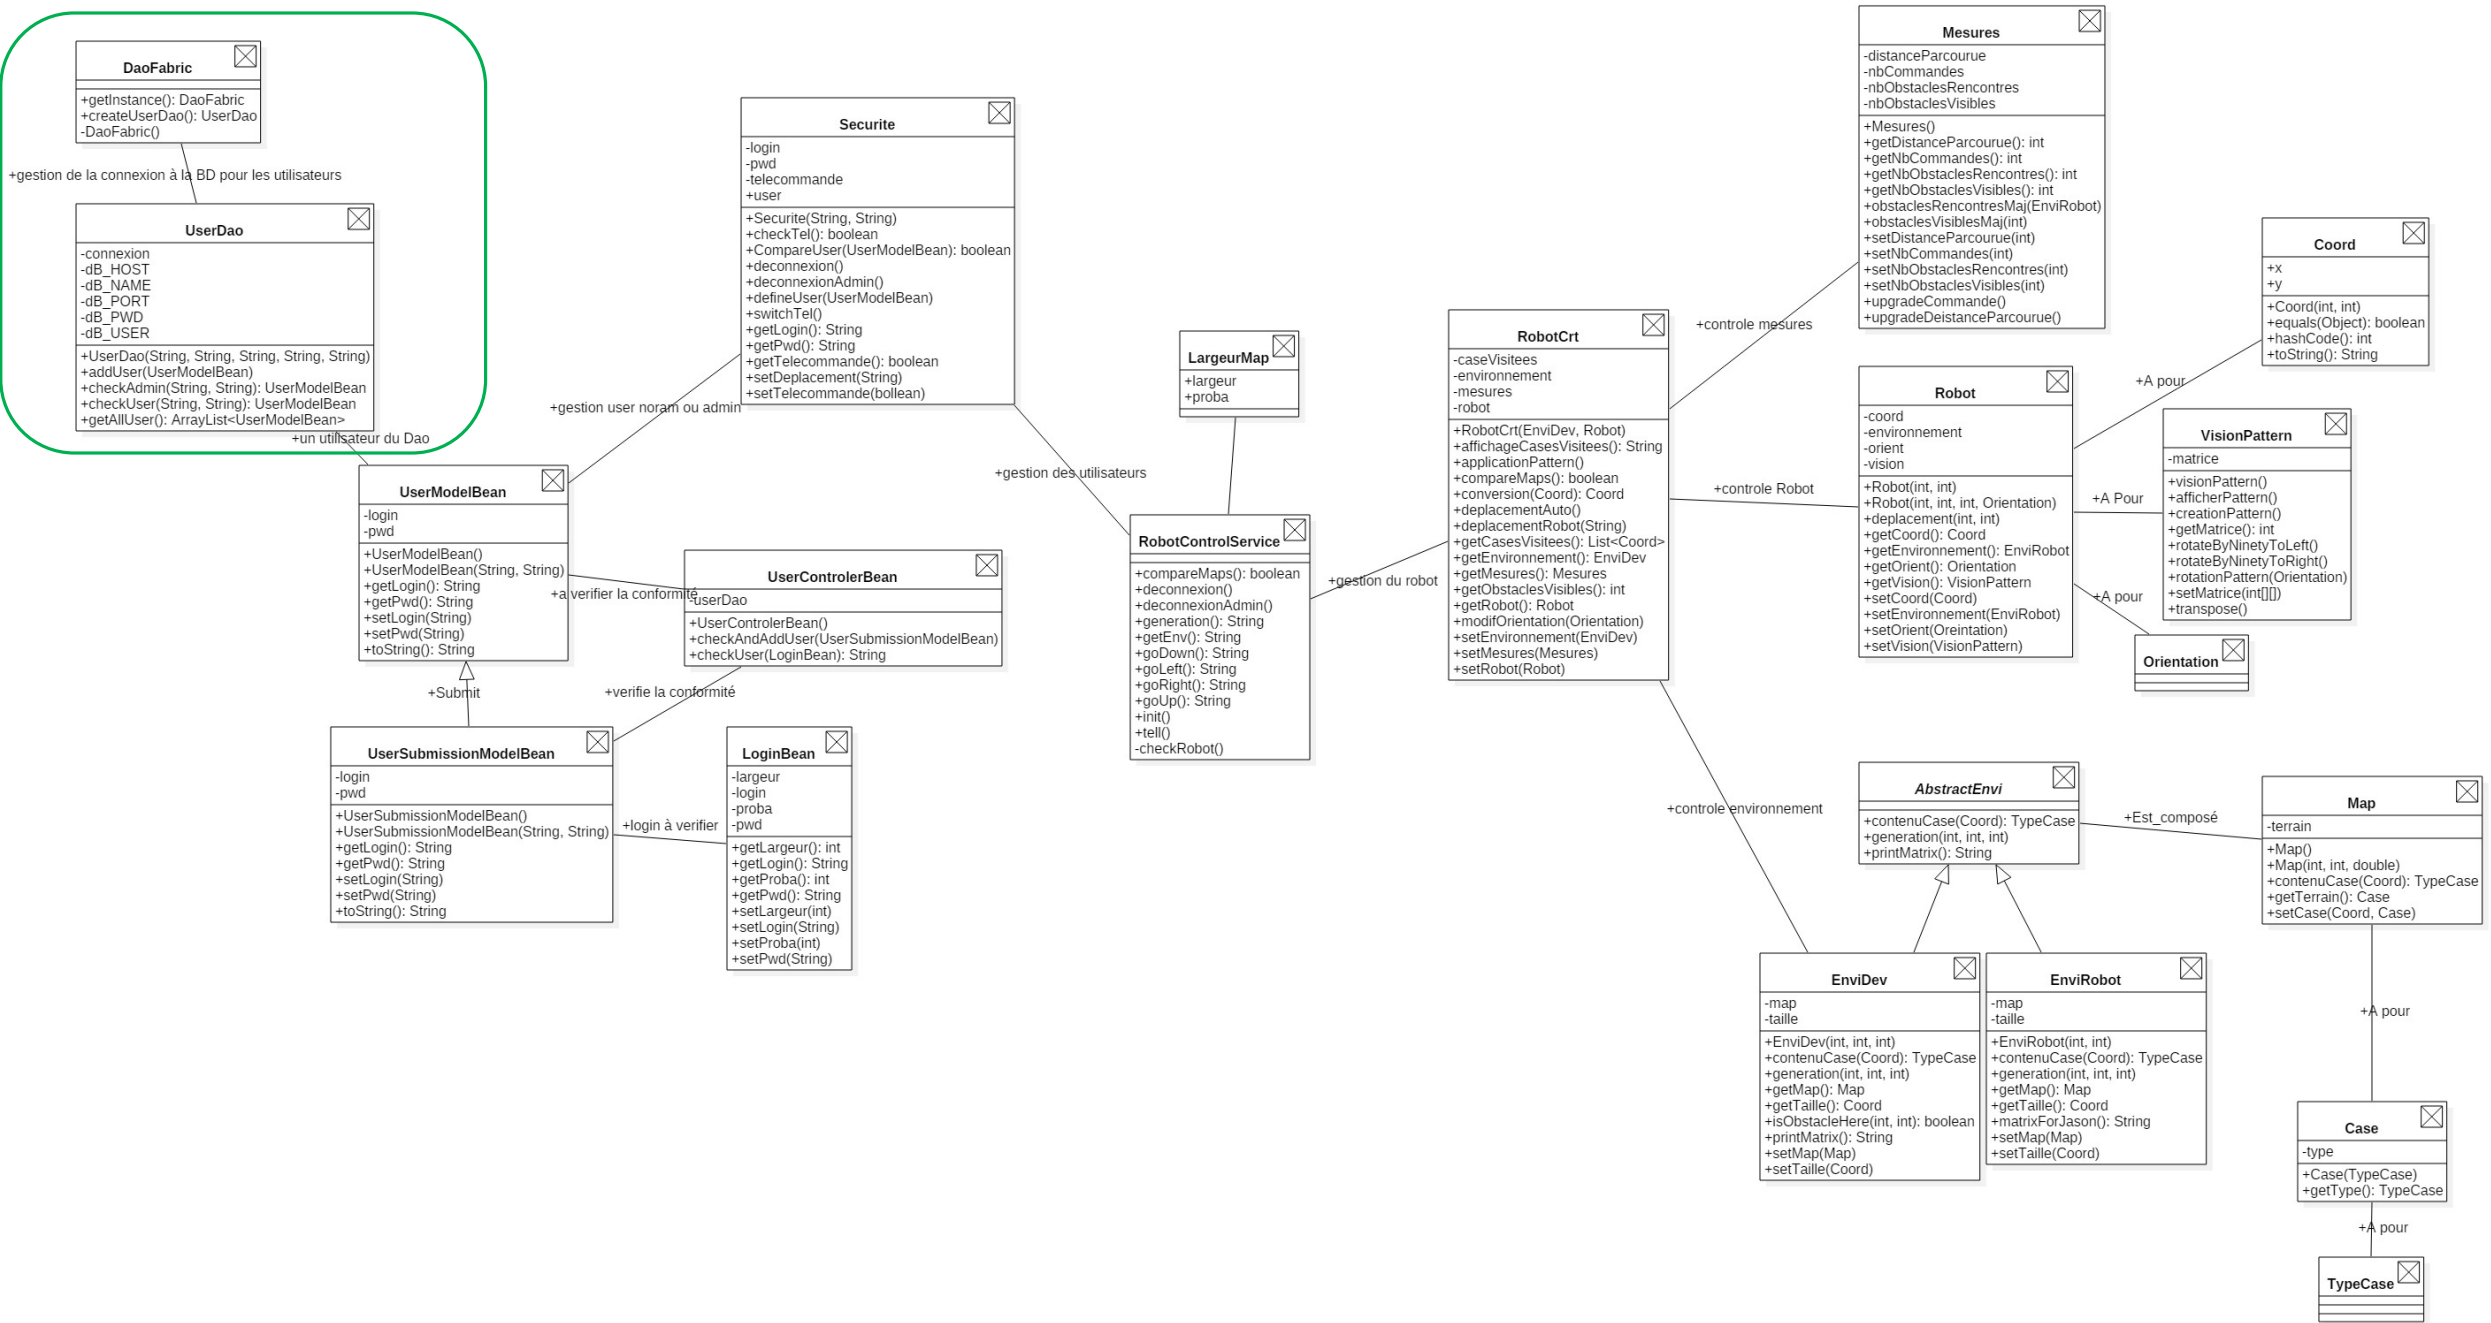 DaoFabric
+getInstance(): DaoFabric
+createUserDao(): UserDao
-DaoFabric()
+gestion de la connexion à la BD pour les utilisateurs
UserDao
-connexion
-dB_HOST
-dB_NAME
-dB_PORT
-dB_PWD
-dB_USER
+UserDao(String, String, String, String, String)
+addUser(UserModelBean)
+checkAdmin(String, String): UserModelBean
+checkUser(String, String): UserModelBean
+getAllUser(): ArrayList<UserModelBean>
+un utilisateur du Dao
UserModelBean
-login
-pwd
+UserModelBean()
+UserModelBean(String, String)
+getLogin(): String
+getPwd(): String
+setLogin(String)
+setPwd(String)
+toString(): String
+Submit
UserSubmissionModelBean
-login
-pwd
+UserSubmissionModelBean()
+UserSubmissionModelBean(String, String)
+getLogin(): String
+getPwd(): String
+setLogin(String)
+setPwd(String)
+toString(): String
+gestion user noram ou admin
Securite
-login
-pwd
-telecommande
+user
+Securite(String, String)
+checkTel(): boolean
+CompareUser(UserModelBean): boolean
+deconnexion()
+deconnexionAdmin()
+defineUser(UserModelBean)
+switchTel()
+getLogin(): String
+getPwd(): String
+getTelecommande(): boolean
+setDeplacement(String)
+setTelecommande(bollean)
+a verifier la conformité
UserControlerBean
-userDao
+UserControlerBean()
+checkAndAddUser(UserSubmissionModelBean)
+checkUser(LoginBean): String
+verifie la conformité
+login à vérifier
LoginBean
-largeur
-login
-proba
-pwd
+getLargeur(): int
+getLogin(): String
+getProba(): int
+getPwd(): String
+setLargeur(int)
+setLogin(String)
+setProba(int)
+setPwd(String)
+gestion des utilisateurs
LargeurMap
+largeur
+proba
RobotControlService
+compareMaps(): boolean
+deconnexion()
+deconnexionAdmin()
+generation(): String
+getEnv(): String
+goDown(): String
+goLeft(): String
+goRight(): String
+goUp(): String
+init()
+tell()
-checkRobot()
+gestion du robot
RobotCrt
-caseVisitees
-environnement
-mesures
-robot
+RobotCrt(EnviDev, Robot)
+affichageCasesVisitees(): String
+applicationPattern()
+compareMaps(): boolean
+conversion(Coord): Coord
+deplacementAuto()
+deplacementRobot(String)
+getCasesVisitees(): List<Coord>
+getEnvironement(): EnviDev
+getMesures(): Mesures
+getObstaclesVisibles(): int
+getRobot(): Robot
+modifOrientation(Orientation)
+setEnvironement(EnviDev)
+setMesures(Mesures)
+setRobot(Robot)
+controle mesures
+controle Robot
+controle environnement
Mesures
-distanceParcourue
-nbCommandes
-nbObstaclesRencontres
-nbObstaclesVisibles
+Mesures()
+getDistanceParcourue(): int
+getNbCommandes(): int
+getNbObstaclesRencontres(): int
+getNbObstaclesVisibles(): int
+obstaclesRencontresMaj(EnviRobot)
+obstaclesVisiblesMaj(int)
+setDistanceParcourue(int)
+setNbCommandes(int)
+setNbObstaclesRencontres(int)
+setNbObstaclesVisibles(int)
+upgradeCommande()
+upgradeDeistanceParcourue()
Robot
-coord
-environnement
-orient
-vision
+Robot(int, int)
+Robot(int, int, int, Orientation)
+deplacement(int, int)
+getCoord(): Coord
+getEnvironement(): EnviRobot
+getOrient(): Orientation
+getVision(): VisionPattern
+setCoord(Coord)
+setEnvironement(EnviRobot)
+setOrient(Oreintation)
+setVision(VisionPattern)
+A pour
Coord
+x
+y
+Coord(int, int)
+equals(Object): boolean
+hashCode(): int
+toString(): String
+A Pour
VisionPattern
-matrice
+visionPattern()
+afficherPattern()
+creationPattern()
+getMatrice(): int
+rotateByNinetyToLeft()
+rotateByNinetyToRight()
+rotationPattern(Orientation)
+setMatrice(int[][])
+transpose()
+A pour
Orientation
AbstractEnvi
+contenuCase(Coord): TypeCase
+generation(int, int, int)
+printMatrix(): String
+Est_composé
Map
-terrain
+Map()
+Map(int, int, double)
+contenuCase(Coord): TypeCase
+getTerrain(): Case
+setCase(Coord, Case)
EnviDev
-map
-taille
+EnviDev(int, int, int)
+contenuCase(Coord): TypeCase
+generation(int, int, int)
+getMap(): Map
+getTaille(): Coord
+isObstacleHere(int, int): boolean
+printMatrix(): String
+setMap(Map)
+setTaille(Coord)
EnviRobot
-map
-taille
+EnviRobot(int, int)
+contenuCase(Coord): TypeCase
+generation(int, int, int)
+getMap(): Map
+getTaille(): Coord
+matrixForJason(): String
+setMap(Map)
+setTaille(Coord)
+A pour
Case
-type
+Case(TypeCase)
+getType(): TypeCase
+A pour
TypeCase